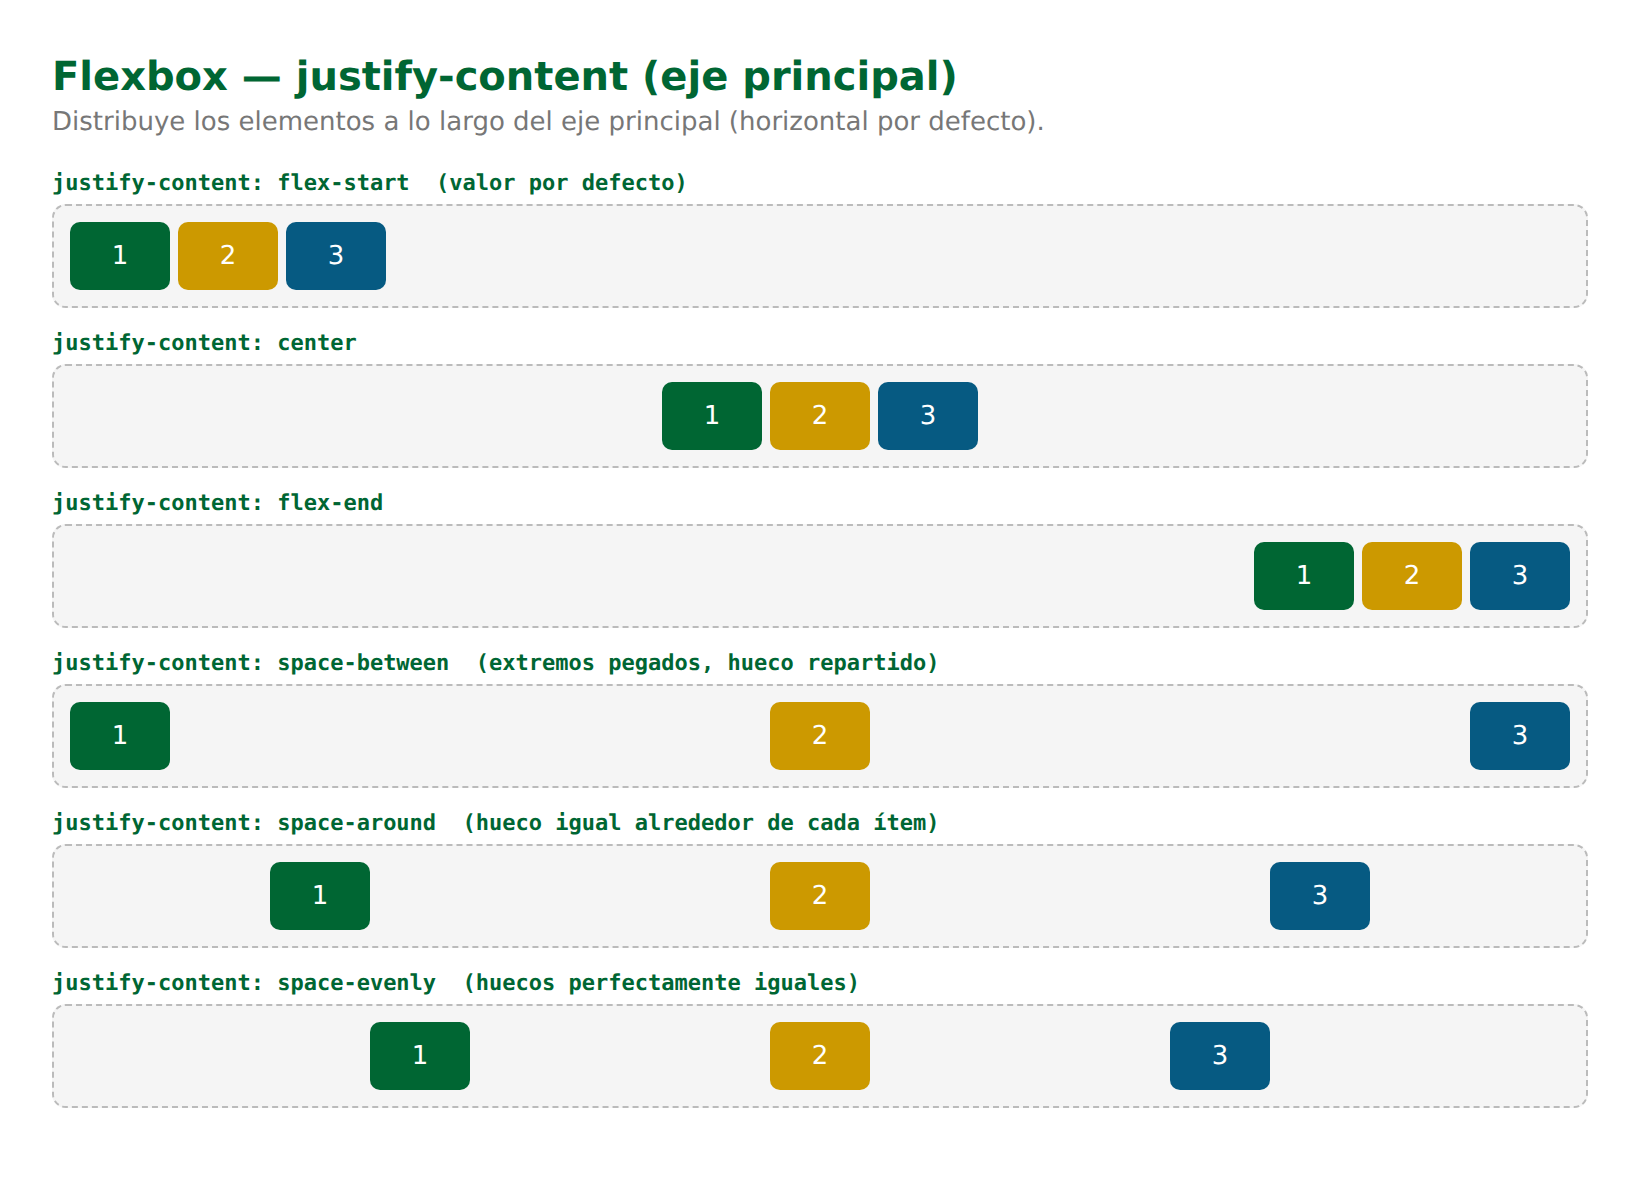 Flexbox — justify-content (eje principal)
Distribuye los elementos a lo largo del eje principal (horizontal por defecto).
justify-content: flex-start  (valor por defecto)
1 2 3
justify-content: center
1 2 3
justify-content: flex-end
1 2 3
justify-content: space-between  (extremos pegados, hueco repartido)
1 2 3
justify-content: space-around  (hueco igual alrededor de cada ítem)
1 2 3
justify-content: space-evenly  (huecos perfectamente iguales)
1 2 3